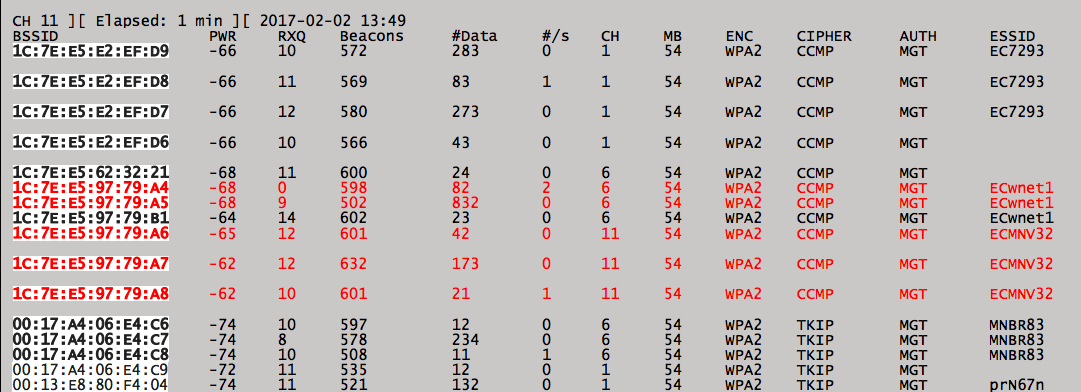 CH 11 ][ Elapsed: 1 min ][ 2017-02-02 13:49
BSSID PWR RXQ Beacons #Data #/s CH MB ENC CIPHER AUTH ESSID
1C:7E:E5:E2:EF:D9 -66 10 572 283 0 1 54 WPA2 CCMP MGT EC7293
1C:7E:E5:E2:EF:D8 -66 11 569 83 1 1 54 WPA2 CCMP MGT EC7293
1C:7E:E5:E2:EF:D7 -66 12 580 273 0 1 54 WPA2 CCMP MGT EC7293
1C:7E:E5:E2:EF:D6 -66 10 566 43 0 1 54 WPA2 CCMP MGT
1C:7E:E5:62:32:21 -68 11 600 24 0 6 54 WPA2 CCMP MGT
1C:7E:E5:97:79:A4 -68 0 598 82 2 6 54 WPA2 CCMP MGT ECwnet1
1C:7E:E5:97:79:A5 -68 9 502 832 0 6 54 WPA2 CCMP MGT ECwnet1
1C:7E:E5:97:79:B1 -64 14 602 23 0 6 54 WPA2 CCMP MGT ECwnet1
1C:7E:E5:97:79:A6 -65 12 601 42 0 11 54 WPA2 CCMP MGT ECMNV32
1C:7E:E5:97:79:A7 -62 12 632 173 0 11 54 WPA2 CCMP MGT ECMNV32
1C:7E:E5:97:79:A8 -62 10 601 21 1 11 54 WPA2 CCMP MGT ECMNV32
00:17:A4:06:E4:C6 -74 10 597 12 0 6 54 WPA2 TKIP MGT MNBR83
00:17:A4:06:E4:C7 -74 8 578 234 0 6 54 WPA2 TKIP MGT MNBR83
00:17:A4:06:E4:C8 -74 10 508 11 1 6 54 WPA2 TKIP MGT MNBR83
00:17:A4:06:E4:C9 -72 11 535 12 0 6 54 WPA2 TKIP MGT
00:13:E8:80:F4:04 -74 11 521 132 0 6 54 WPA2 TKIP MGT prN67n